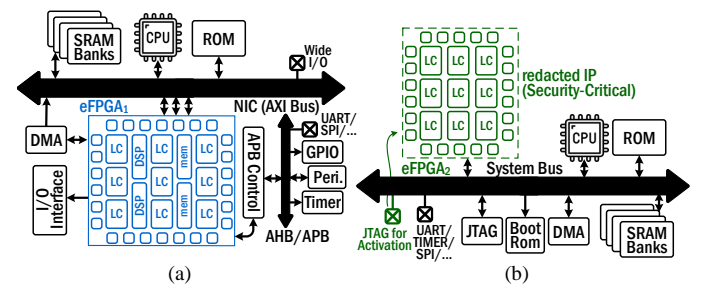 SRAM
Banks
CPU
ROM
Wide
I/O
eFPGA1
NIC (AXI Bus)
DMA
I/O
Interface
LC
DSP
LC
mem
LC
LC
LC
LC
LC
DSP
LC
mem
LC
APB Control
UART/
SPI/...
GPIO
Peri.
Timer
AHB/APB
(a)
LC
LC
LC
LC
LC
LC
LC
LC
LC
redacted IP
(Security-Critical)
eFPGA2
CPU
ROM
System Bus
JTAG for
Activation
UART/
TIMER/
SPI/...
JTAG
Boot
Rom
DMA
SRAM
Banks
(b)